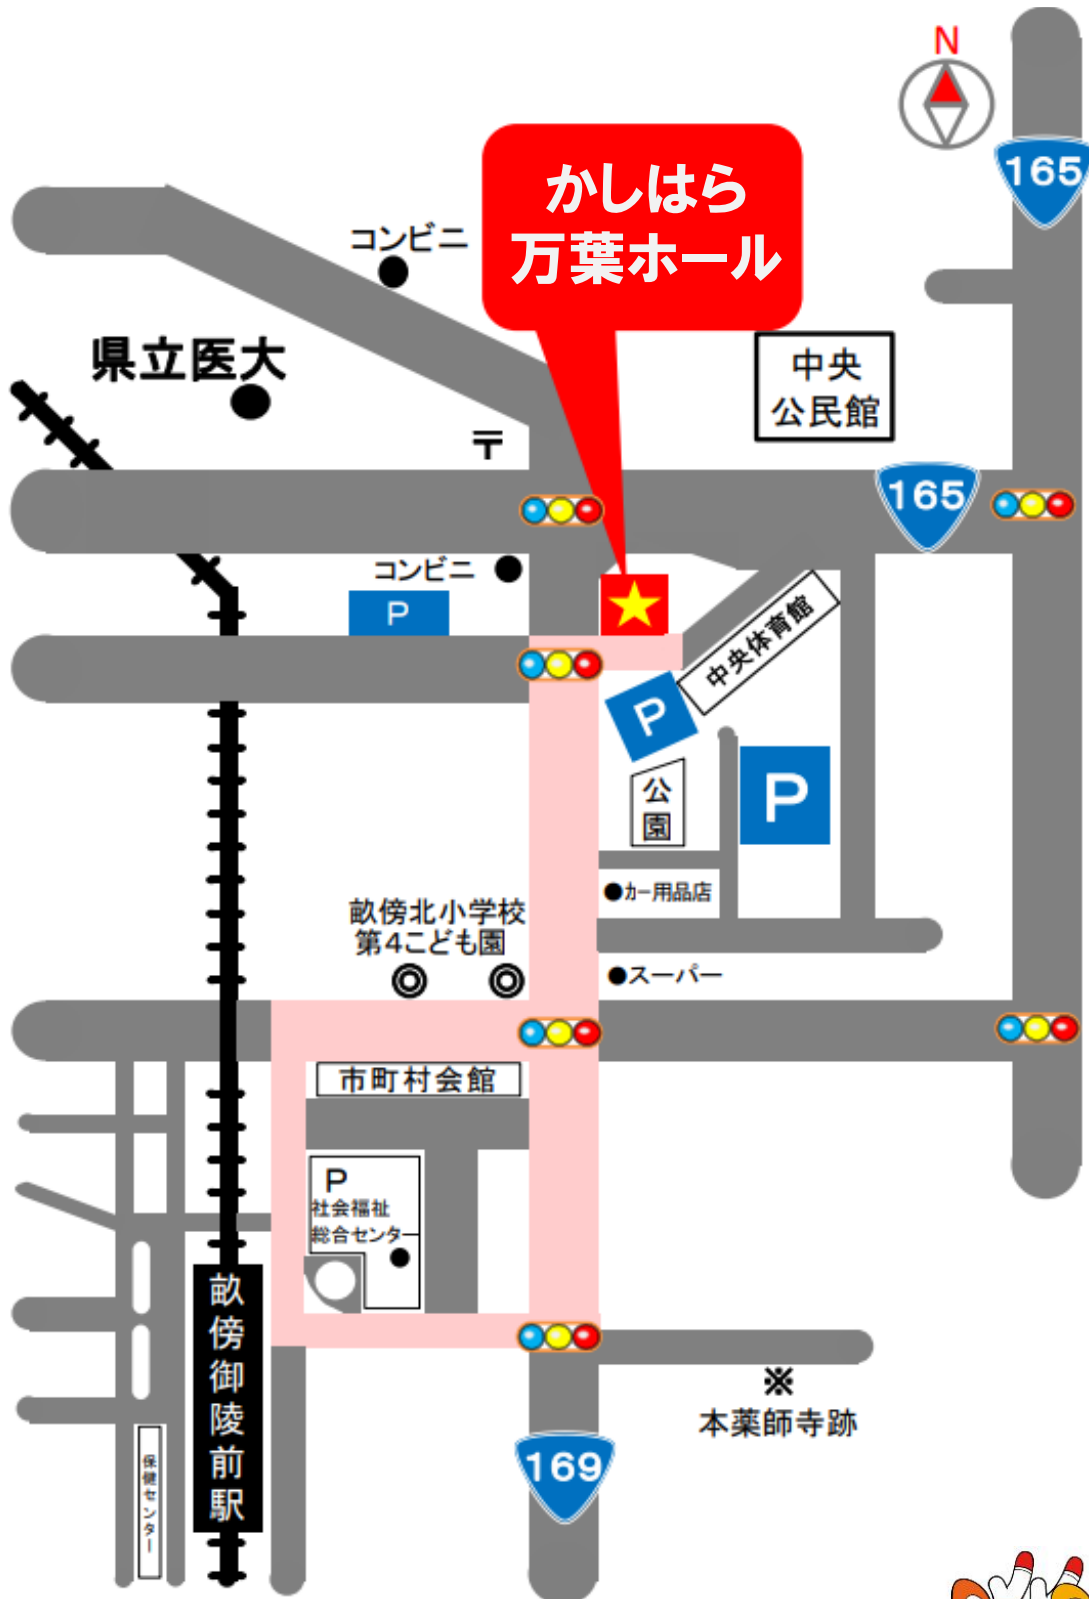 N
165
かしはら
万葉ホール
コンビニ
県立医大
中央
公民館
〒
165
コンビニ
P
中央体育館
P
公
園
P
●カー用品店
畝傍北小学校
第4こども園
●スーパー
市町村会館
P
社会福祉
総合センター
畝傍御陵前駅
※
本薬師寺跡
169
保健センター